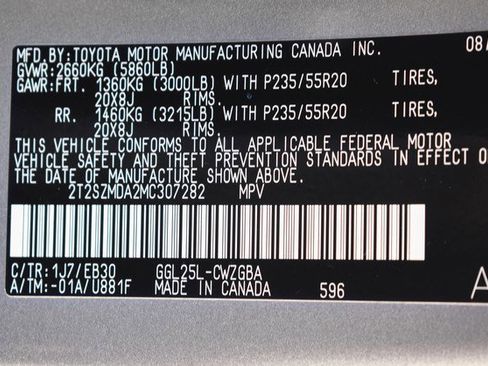 MFD.BY:TOYOTA MOTOR MANUFACTURING CANADA INC. 08/
GVWR: 2660KG (5860LB)
GAWR:FRT. 1360KG (3000LB) WITH P235/55R20 TIRES,
20X8J RIMS.
RR. 1460KG (3215LB) WITH P235/55R20 TIRES,
20X8J RIMS.
THIS VEHICLE CONFORMS TO ALL APPLICABLE FEDERAL MOTOR
VEHICLE SAFETY AND THEFT PREVENTION STANDARDS IN EFFECT O
THE DATE OF MANUFACTURE SHOWN ABOVE.
2T2SZMDA2MC307282 MPV
C/TR:1J7/EB30 GGL25L-CWZGBA
A/TM:-01A/U881F MADE IN CANADA 596 A